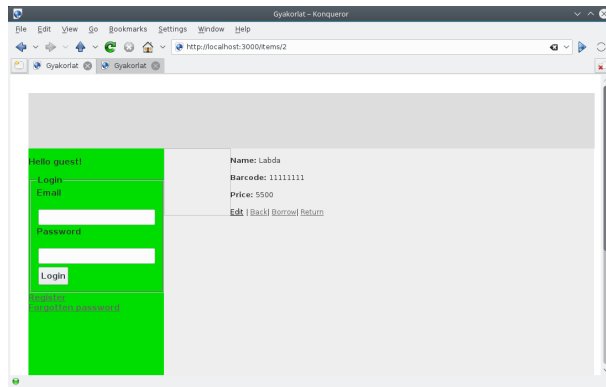 Gyakorlat – Konqueror
File Edit View Go Bookmarks Settings Window Help
http://localhost:3000/items/2
Gyakorlat Gyakorlat
Hello guest!
Login
Email
Password
Login
Register
Forgotten password
Name: Labda
Barcode: 11111111
Price: 5500
Edit | Back| Borrow| Return